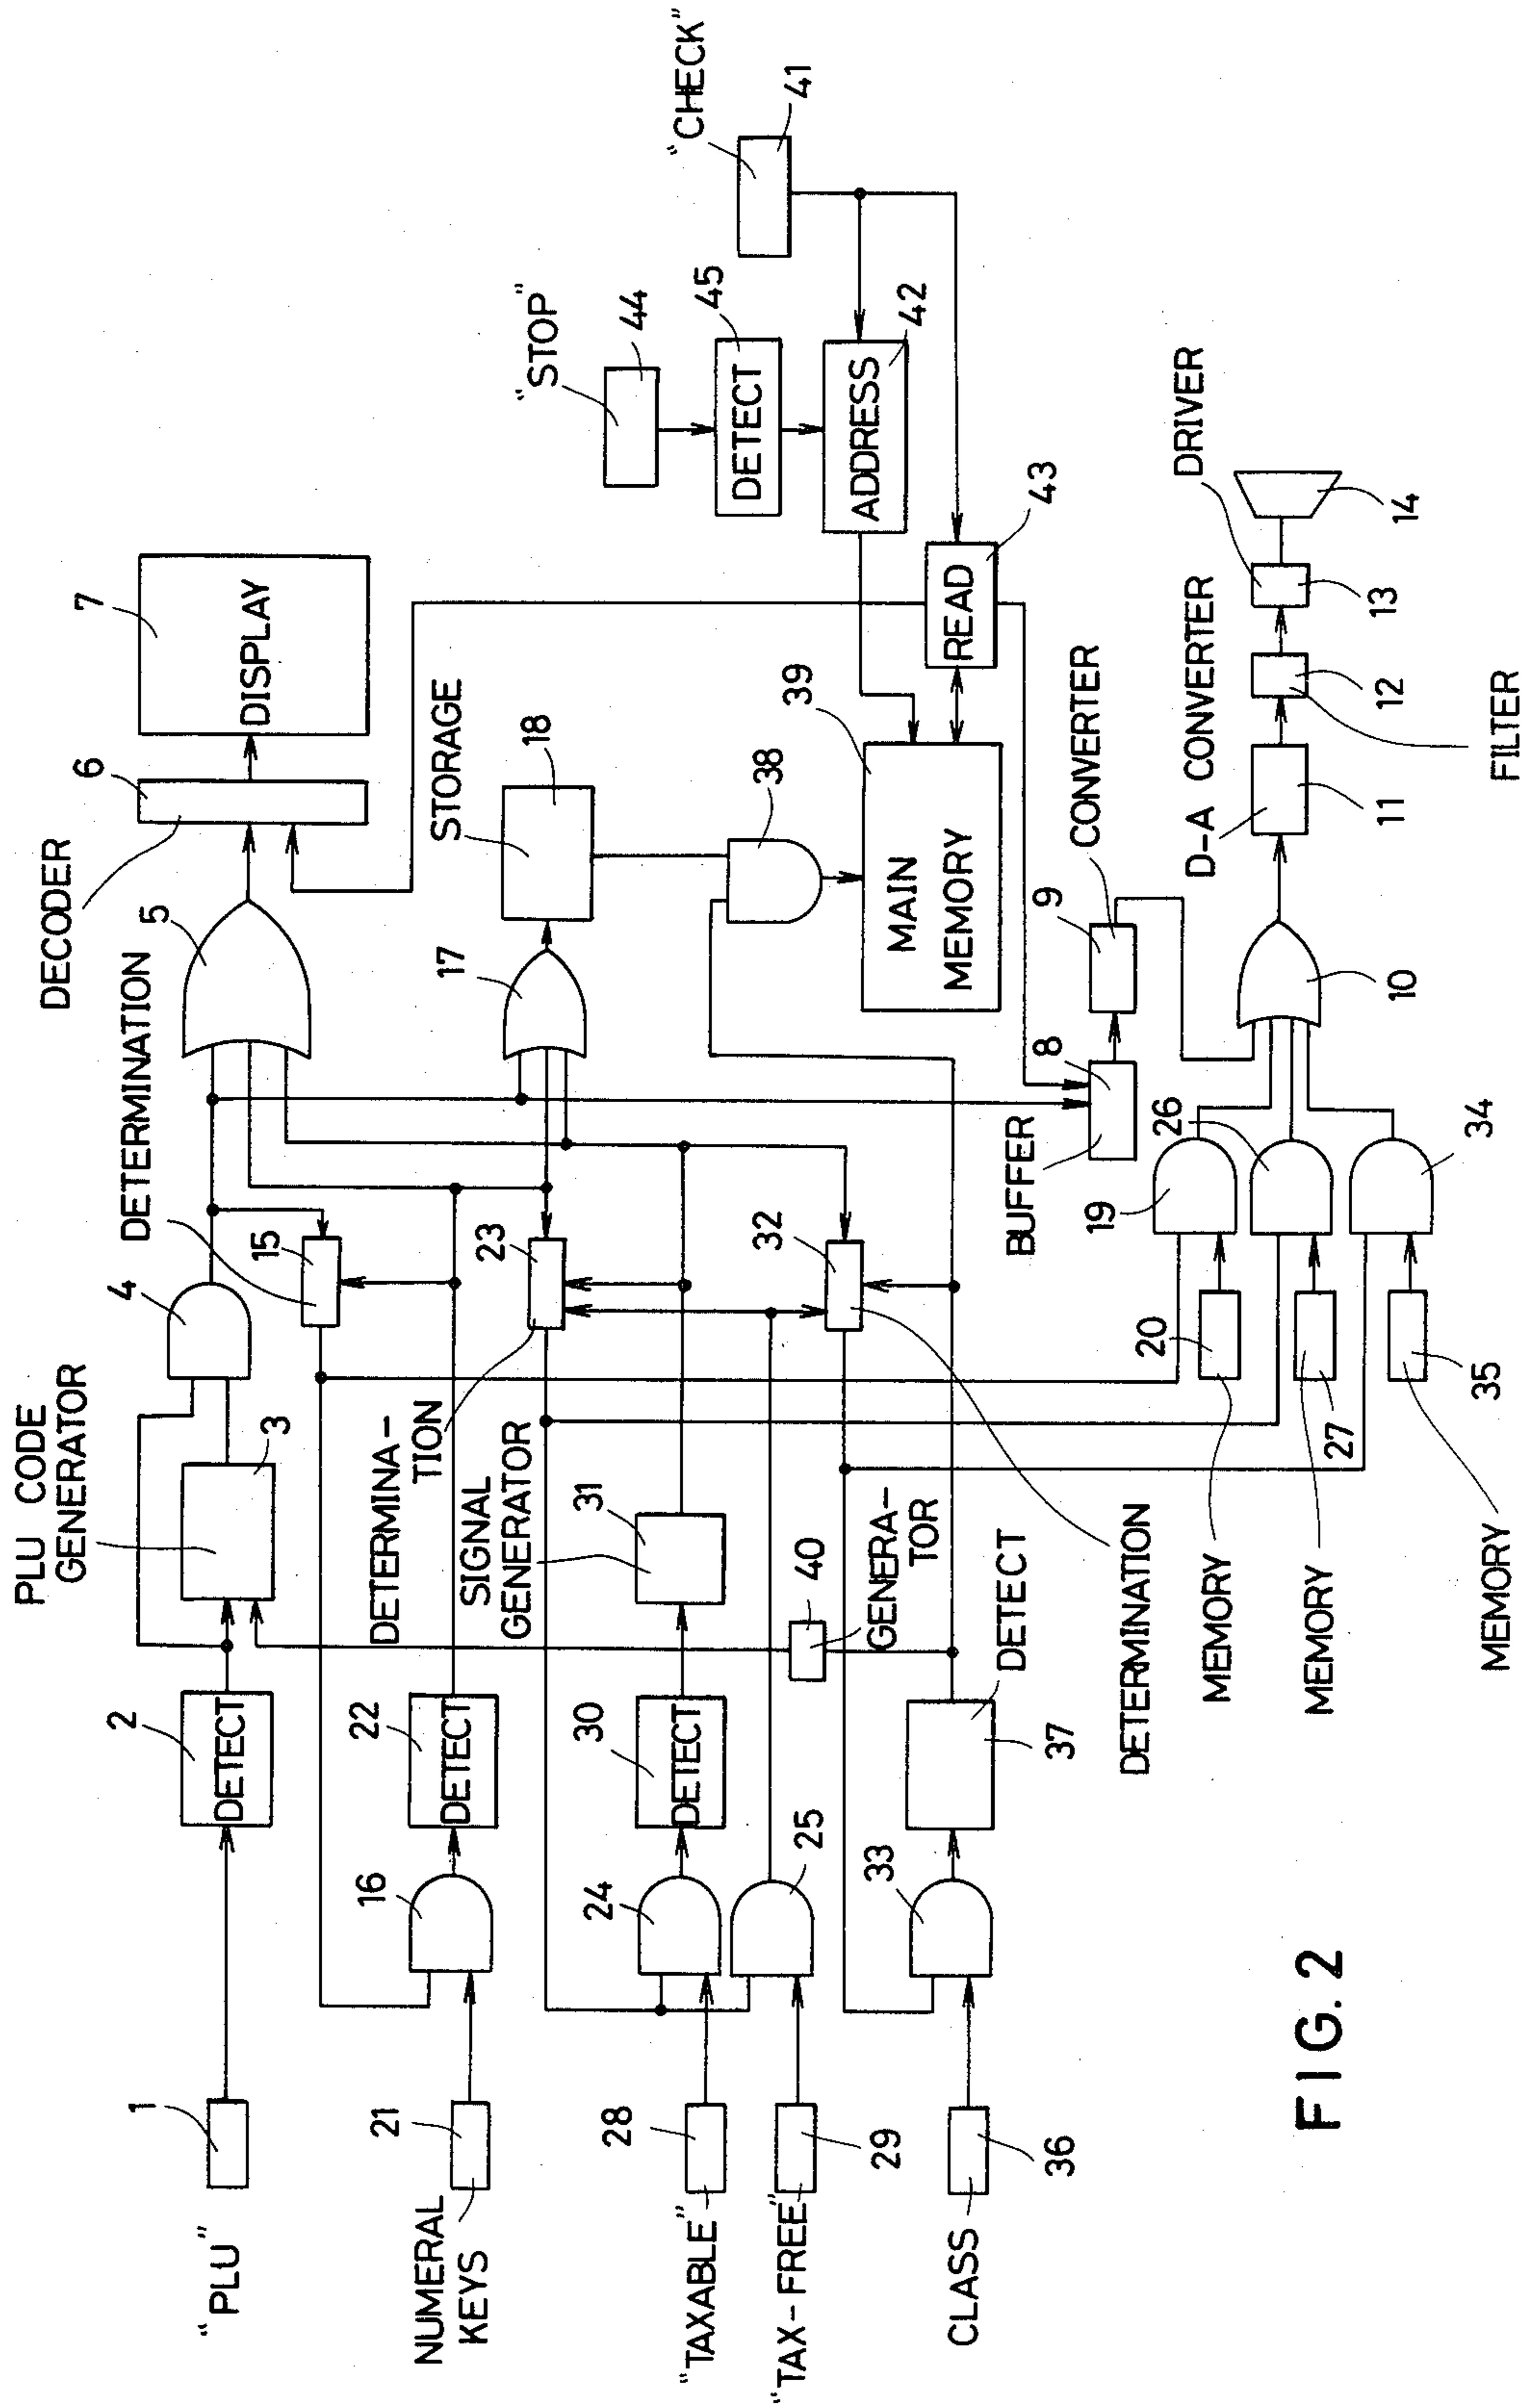 "PLU"
1
2
DETECT
PLU CODE
GENERATOR
3
4
DETERMINATION
15
5
DECODER
6
7
DISPLAY
NUMERAL
KEYS
21
16
22
DETECT
DETERMINA-
TION
23
17
STORAGE
18
"STOP"
44
DETECT
45
"CHECK"
41
"TAXABLE"
28
24
30
DETECT
SIGNAL
GENERATOR
31
"TAX-FREE"
29
25
40
GENERA-
TOR
32
38
39
MAIN
MEMORY
ADDRESS
42
READ
43
CLASS
36
33
37
DETECT
DETERMINATION
BUFFER
8
9
CONVERTER
MEMORY
20
19
MEMORY
27
26
MEMORY
35
34
10
D-A CONVERTER
11
12
FILTER
DRIVER
13
14
FIG. 2